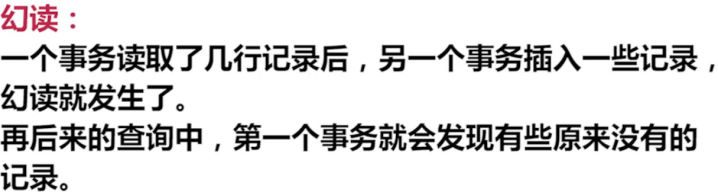 幻读：
一个事务读取了几行记录后，另一个事务插入一些记录，
幻读就发生了。
再后来的查询中，第一个事务就会发现有些原来没有的
记录。